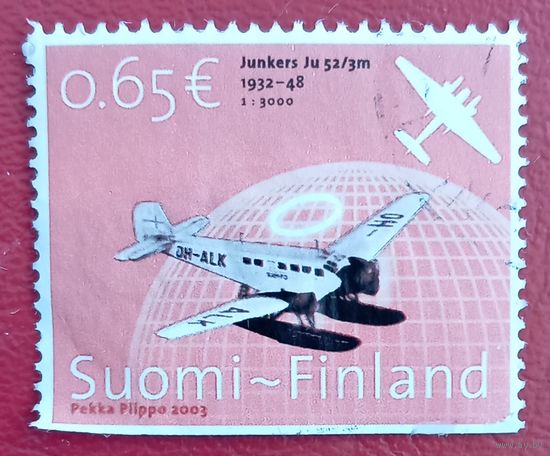 0.65€
Junkers Ju 52/3m
1932–48
1 : 3000
OH-
OH-ALK
ALK
Suomi~Finland
Pekka Piippo 2003